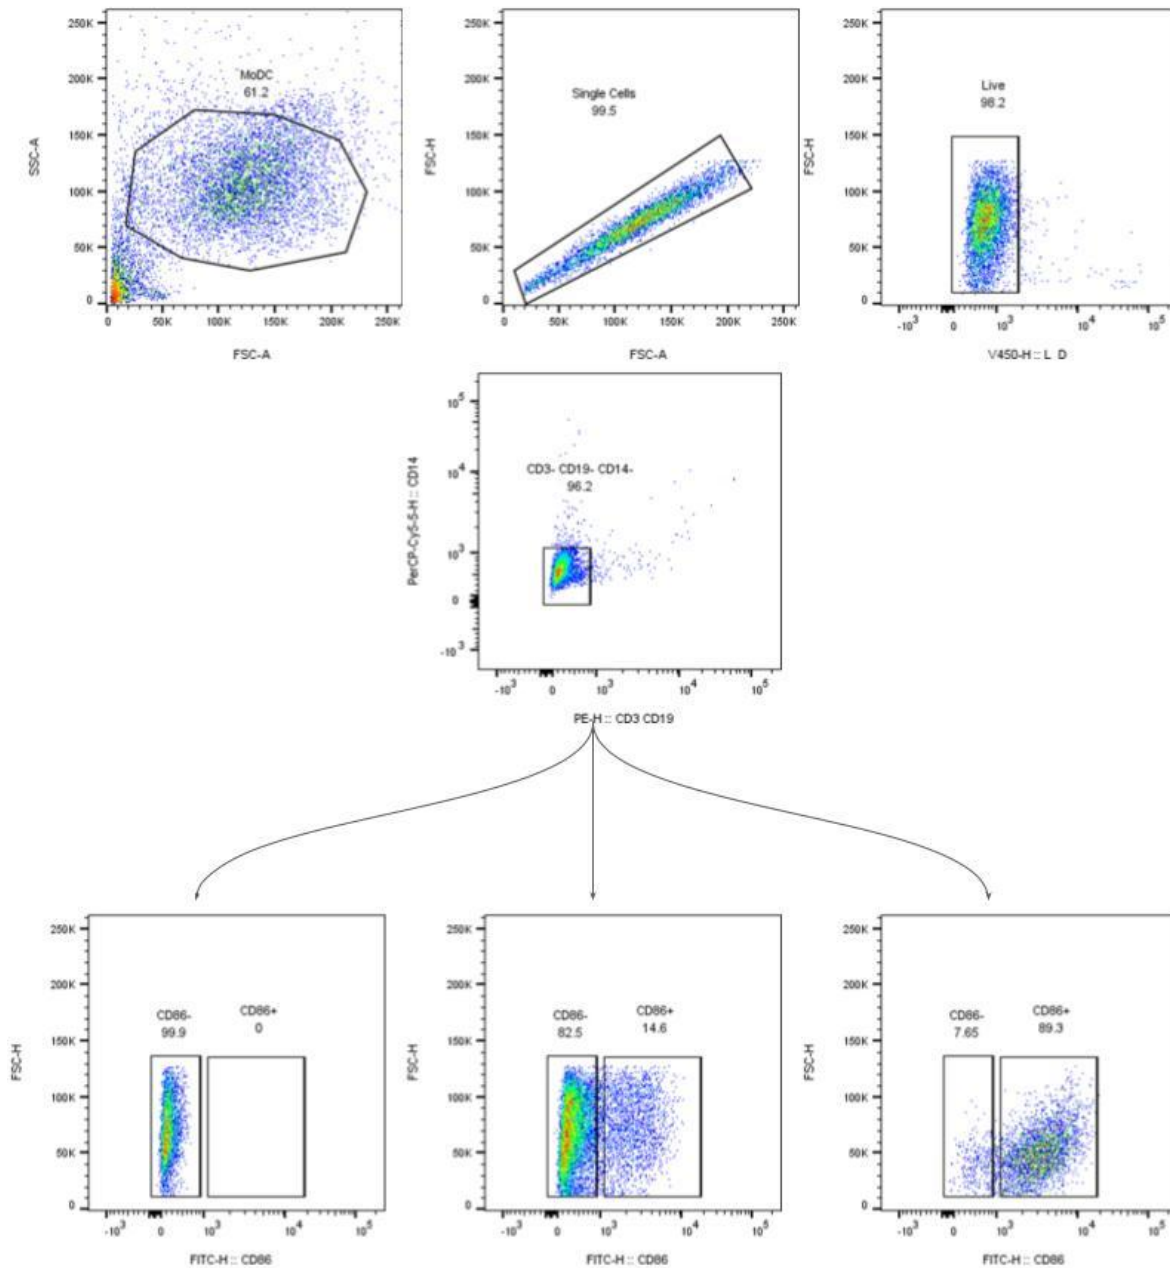 250K
200K
150K
100K
50K
0
SSC-A
MoDC
61.2
0
50K
100K
150K
200K
250K
FSC-A
250K
200K
150K
100K
50K
0
FSC-H
Single Cells
99.5
0
50K
100K
150K
200K
250K
FSC-A
250K
200K
150K
100K
50K
0
FSC-H
Live
98.2
-10^3
0
10^3
10^4
10^5
V450-H :: L D
10^5
10^4
10^3
0
-10^3
PerCP-Cy5-5-H :: CD14
CD3- CD19- CD14-
96.2
-10^3
0
10^3
10^4
10^5
PE-H :: CD3 CD19
250K
200K
150K
100K
50K
0
FSC-H
CD86-
99.9
CD86+
0
-10^3
0
10^3
10^4
10^5
FITC-H :: CD86
250K
200K
150K
100K
50K
0
FSC-H
CD86-
82.5
CD86+
14.6
-10^3
0
10^3
10^4
10^5
FITC-H :: CD86
250K
200K
150K
100K
50K
0
FSC-H
CD86-
7.65
CD86+
89.3
-10^3
0
10^3
10^4
10^5
FITC-H :: CD86